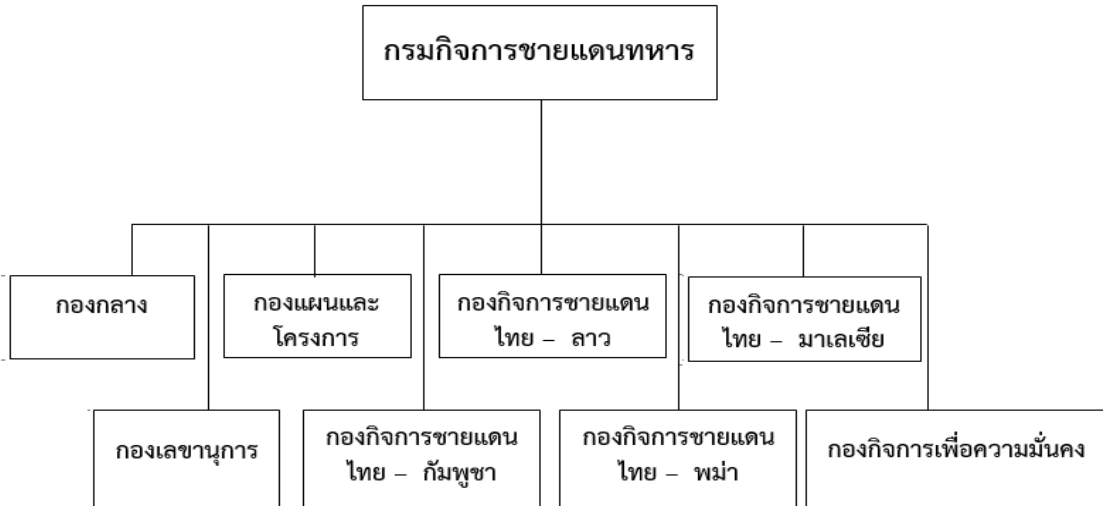 กรมกิจการชายแดนทหาร
กองกลาง
กองแผนและ
โครงการ
กองกิจการชายแดน
ไทย – ลาว
กองกิจการชายแดน
ไทย – มาเลเซีย
กองเลขานุการ
กองกิจการชายแดน
ไทย – กัมพูชา
กองกิจการชายแดน
ไทย – พม่า
กองกิจการเพื่อความมั่นคง